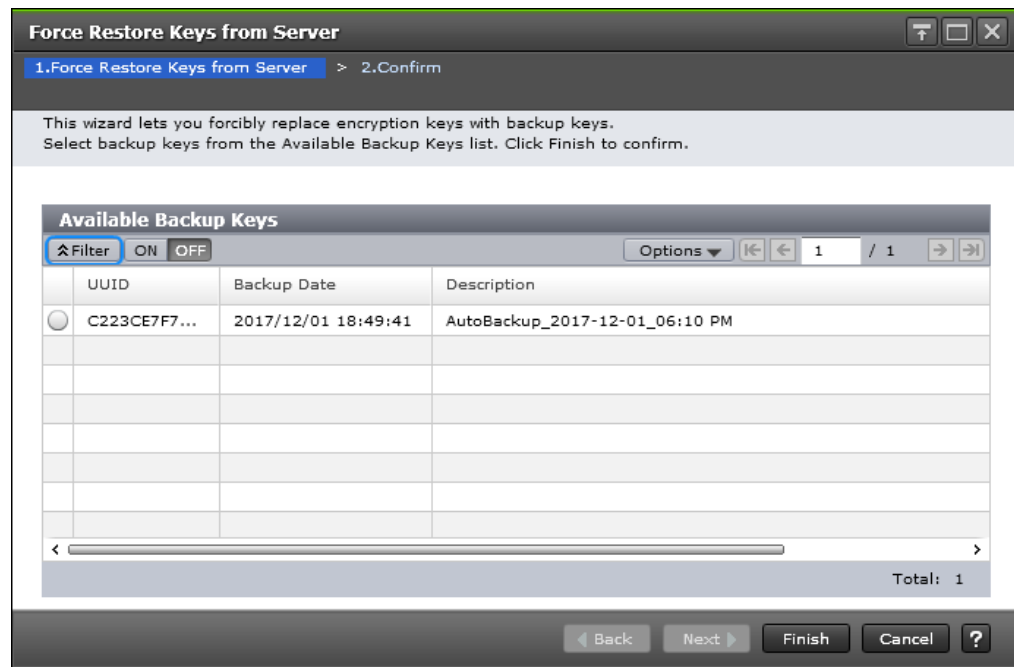 Force Restore Keys from Server
1.Force Restore Keys from Server > 2.Confirm
This wizard lets you forcibly replace encryption keys with backup keys.
Select backup keys from the Available Backup Keys list. Click Finish to confirm.
Available Backup Keys
Filter ON OFF Options 1 / 1
UUID Backup Date Description
C223CE7F7... 2017/12/01 18:49:41 AutoBackup_2017-12-01_06:10 PM
Total: 1
Back Next Finish Cancel ?